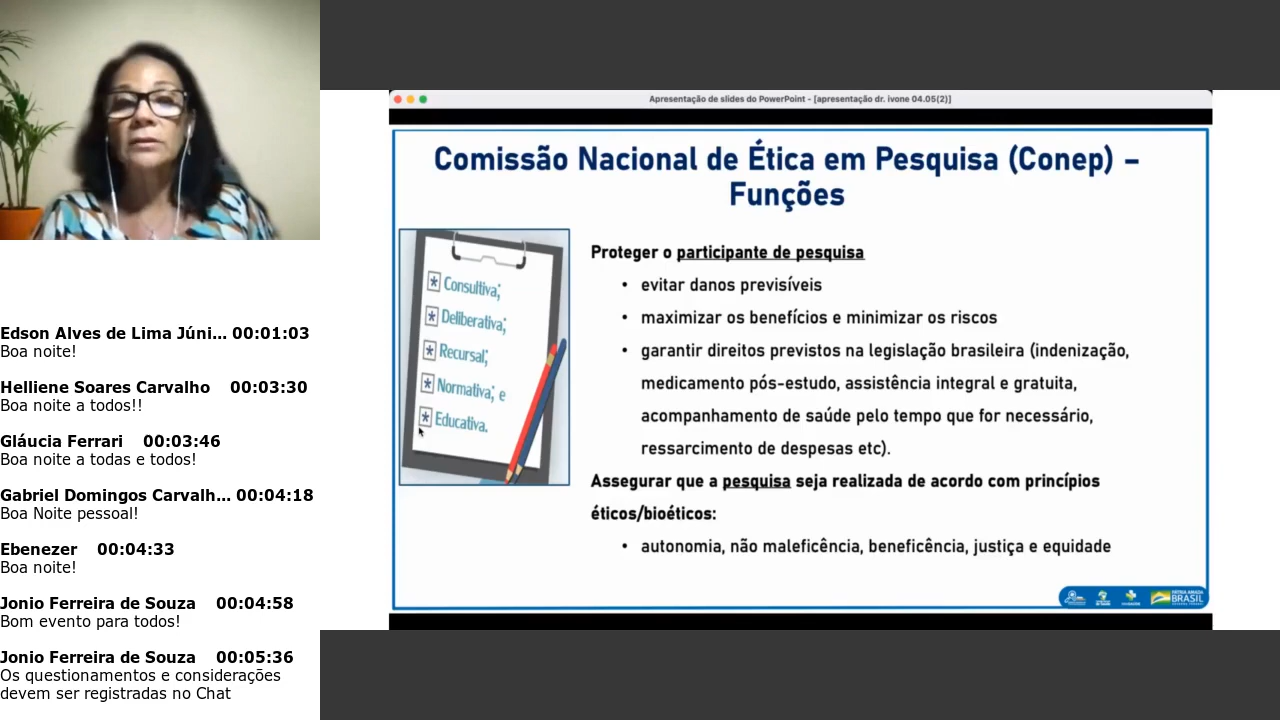 Apresentação de slides do PowerPoint - [apresentação dr. ivone 04.05(2)]
Comissão Nacional de Ética em Pesquisa (Conep) –
Funções
* Consultiva;
* Deliberativa;
* Recursal;
* Normativa; e
* Educativa.
Proteger o participante de pesquisa
• evitar danos previsíveis
• maximizar os benefícios e minimizar os riscos
• garantir direitos previstos na legislação brasileira (indenização,
medicamento pós-estudo, assistência integral e gratuita,
acompanhamento de saúde pelo tempo que for necessário,
ressarcimento de despesas etc).
Assegurar que a pesquisa seja realizada de acordo com princípios
éticos/bioéticos:
• autonomia, não maleficência, beneficência, justiça e equidade
PÁTRIA AMADA
BRASIL
Edson Alves de Lima Júni... 00:01:03
Boa noite!
Helliene Soares Carvalho 00:03:30
Boa noite a todos!!
Gláucia Ferrari 00:03:46
Boa noite a todas e todos!
Gabriel Domingos Carvalh... 00:04:18
Boa Noite pessoal!
Ebenezer 00:04:33
Boa noite!
Jonio Ferreira de Souza 00:04:58
Bom evento para todos!
Jonio Ferreira de Souza 00:05:36
Os questionamentos e considerações
devem ser registradas no Chat